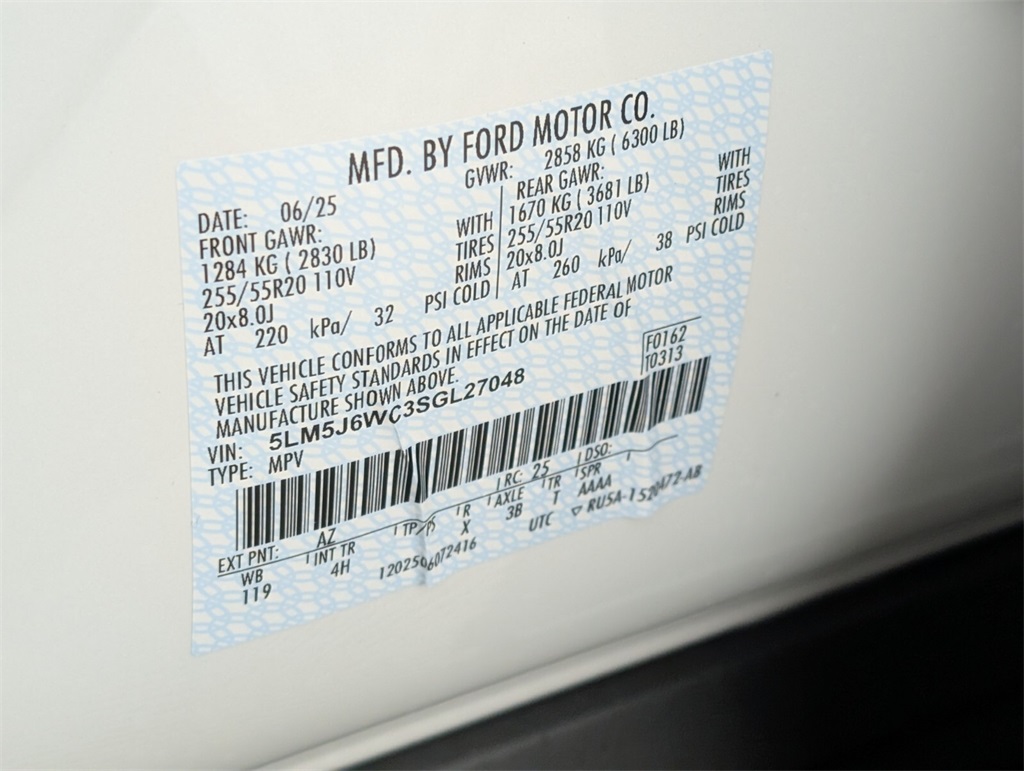 MFD. BY FORD MOTOR CO.
DATE: 06/25 GVWR: 2858 KG ( 6300 LB)
FRONT GAWR: REAR GAWR:
1284 KG ( 2830 LB) WITH 1670 KG ( 3681 LB) WITH
255/55R20 110V TIRES 255/55R20 110V TIRES
20x8.0J RIMS 20x8.0J RIMS
AT 220 kPa/ 32 PSI COLD AT 260 kPa/ 38 PSI COLD
THIS VEHICLE CONFORMS TO ALL APPLICABLE FEDERAL MOTOR
VEHICLE SAFETY STANDARDS IN EFFECT ON THE DATE OF
MANUFACTURE SHOWN ABOVE.
F0162
T0313
VIN: 5LM5J6WC3SGL27048
TYPE: MPV
EXT PNT: AZ RC: 25 DSO:
WB INT TR TP/PS R AXLE TR SPR
119 4H X 3B T AAAA
12025 6072416 UTC ▽ RU5A-1520472-AB